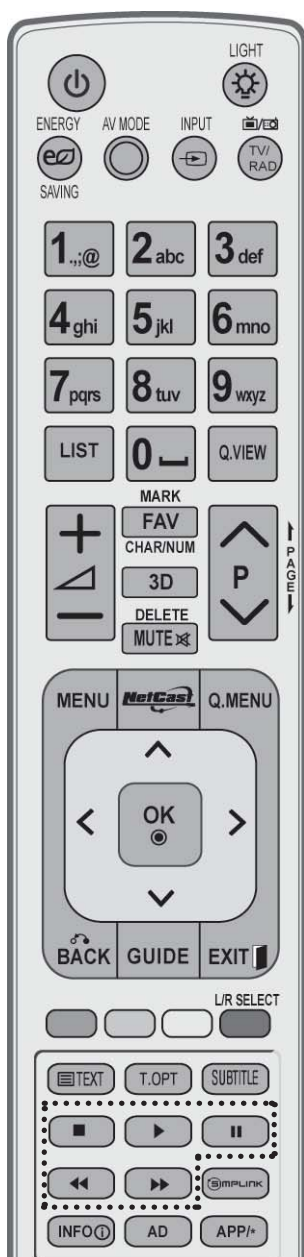 LIGHT
ENERGY AV MODE INPUT
TV/
RAD
SAVING
1.,;@ 2abc 3def
4ghi 5jkl 6mno
7pqrs 8tuv 9wxyz
LIST 0 Q.VIEW
MARK
FAV
CHAR/NUM
3D
P
PAGE
DELETE
MUTE
MENU NetCast Q.MENU
OK
BACK GUIDE EXIT
L/R SELECT
TEXT T.OPT SUBTITLE
SIMPLINK
INFO AD APP/*